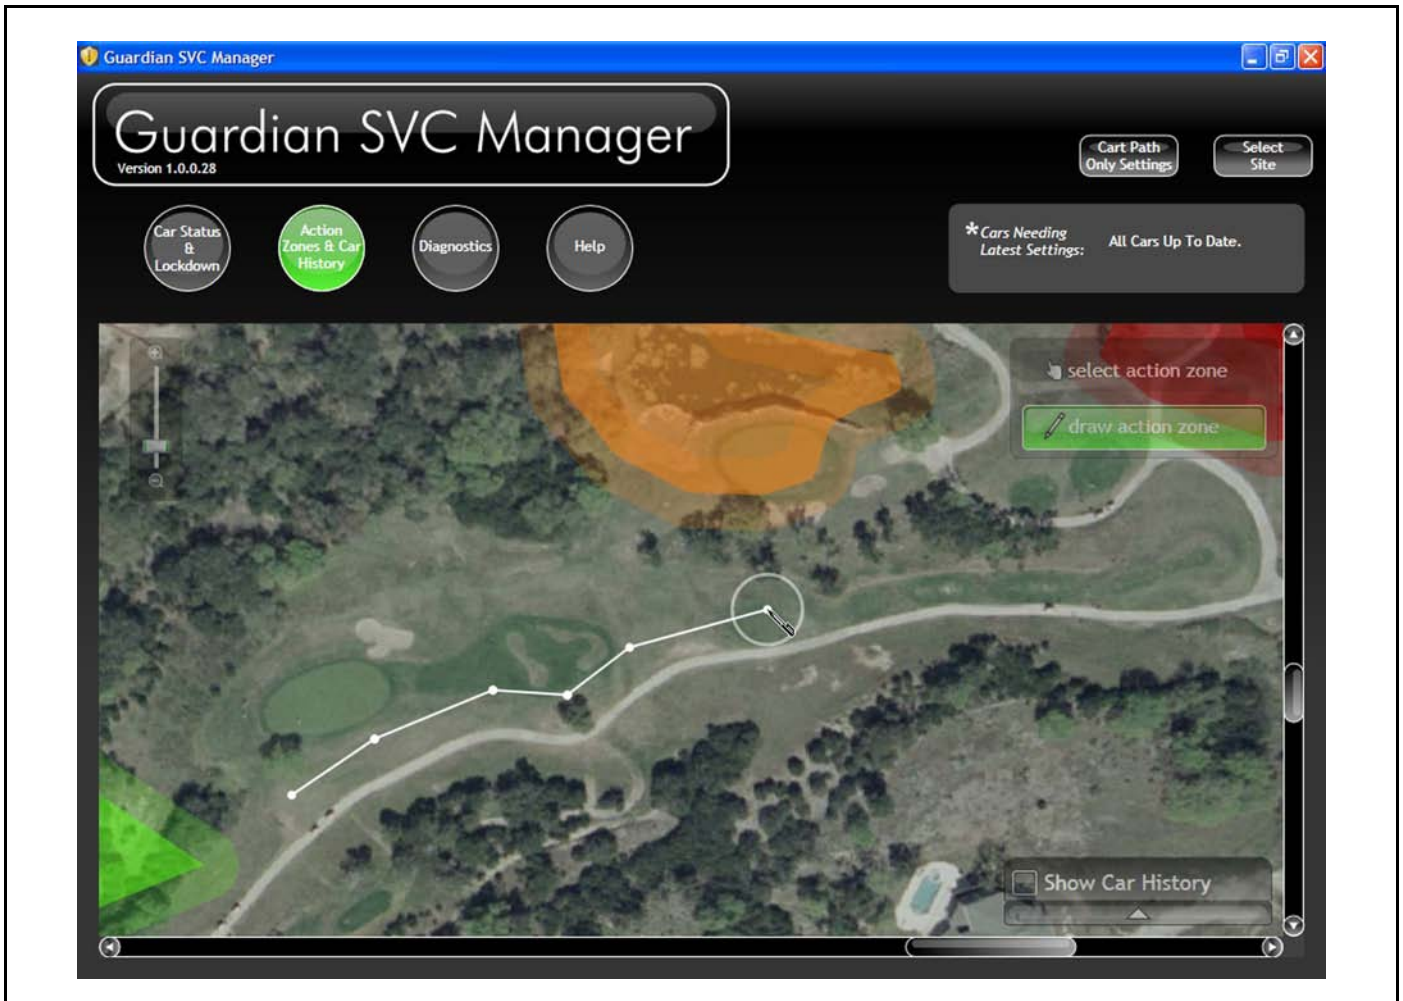 Guardian SVC Manager
Guardian SVC Manager
Version 1.0.0.28
Cart Path
Only Settings
Select
Site
Car Status
&
Lockdown
Action
Zones & Car
History
Diagnostics
Help
*Cars Needing
Latest Settings:
All Cars Up To Date.
select action zone
draw action zone
Show Car History